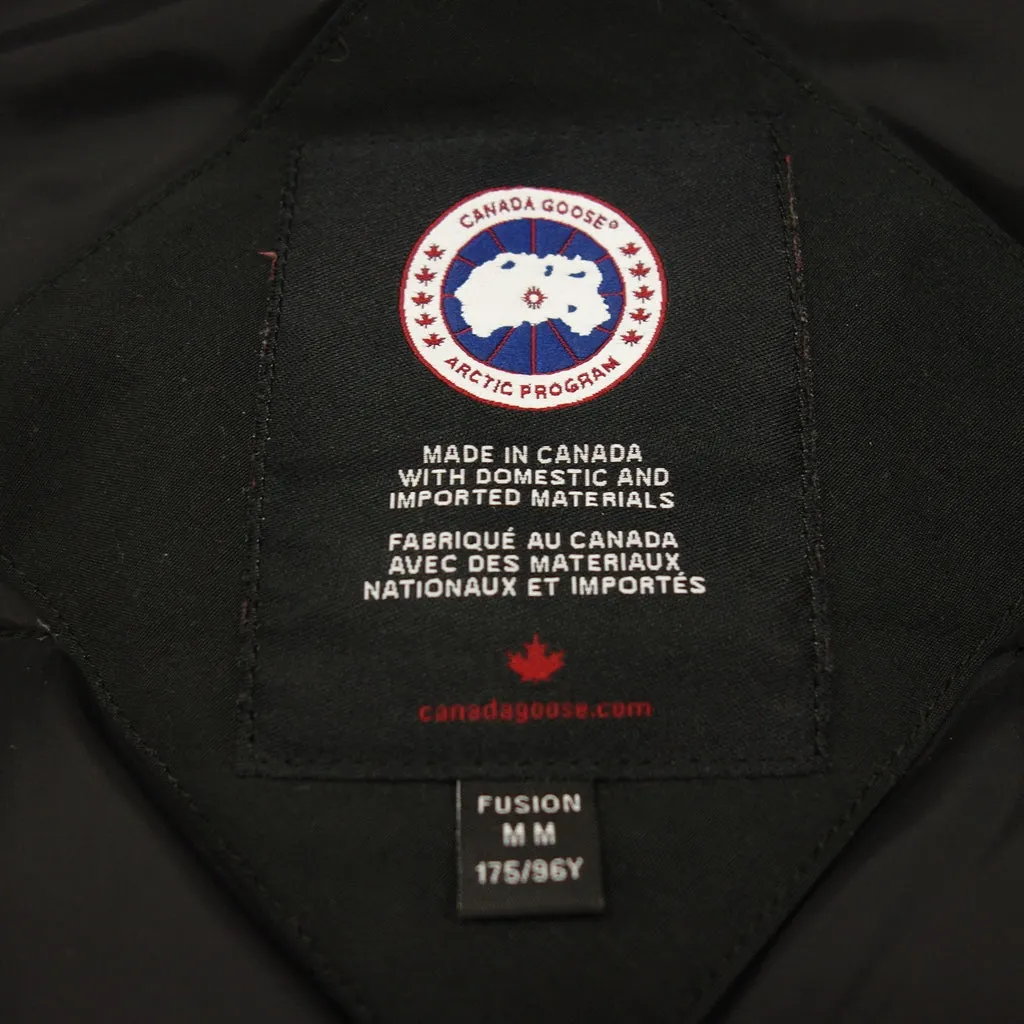 CANADA GOOSE®
ARCTIC PROGRAM
MADE IN CANADA
WITH DOMESTIC AND
IMPORTED MATERIALS
FABRIQUÉ AU CANADA
AVEC DES MATERIAUX
NATIONAUX ET IMPORTÉS
canadagoose.com
FUSION
M M
175/96Y